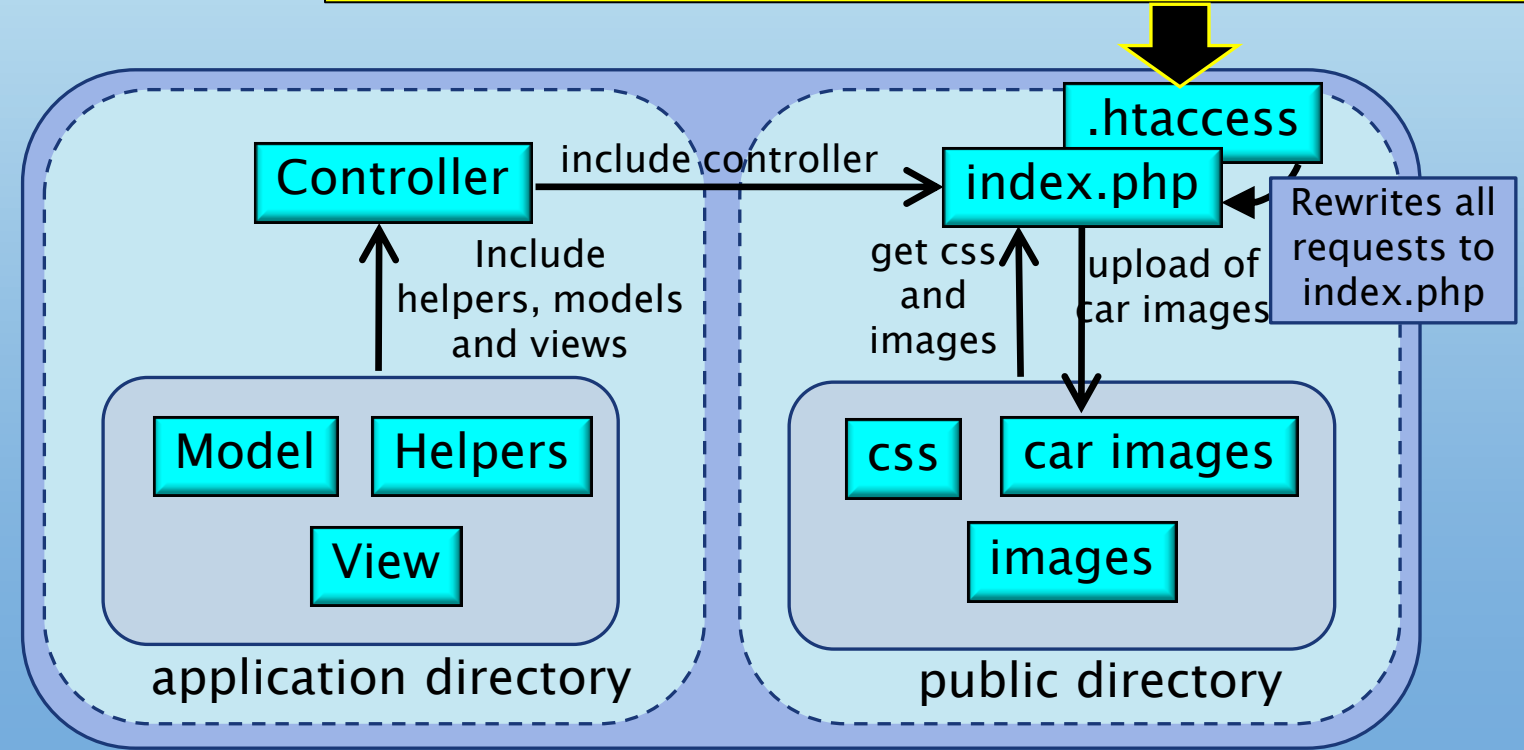 .htaccess
Controller
include controller
index.php
Rewrites all
requests to
index.php
Include
helpers, models
and views
get css
and
images
upload of
car images
Model
Helpers
View
css
car images
images
application directory
public directory